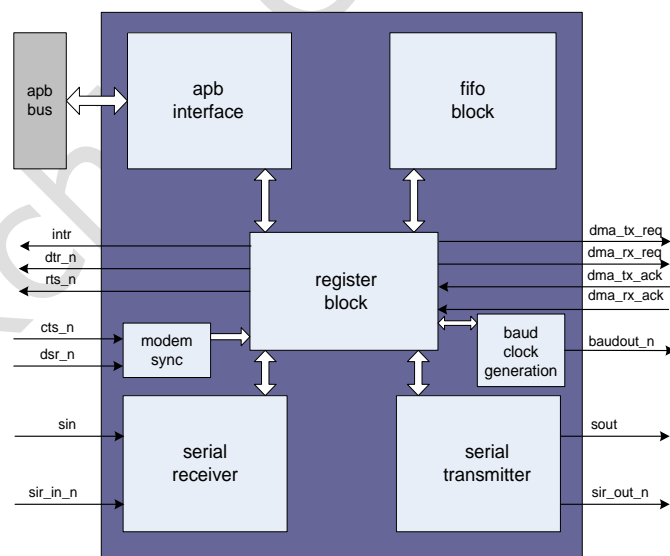 apb
bus
apb
interface
fifo
block
intr
dtr_n
rts_n
register
block
dma_tx_req
dma_rx_req
dma_tx_ack
dma_rx_ack
cts_n
dsr_n
modem
sync
baud
clock
generation
baudout_n
sin
sir_in_n
serial
receiver
serial
transmitter
sout
sir_out_n